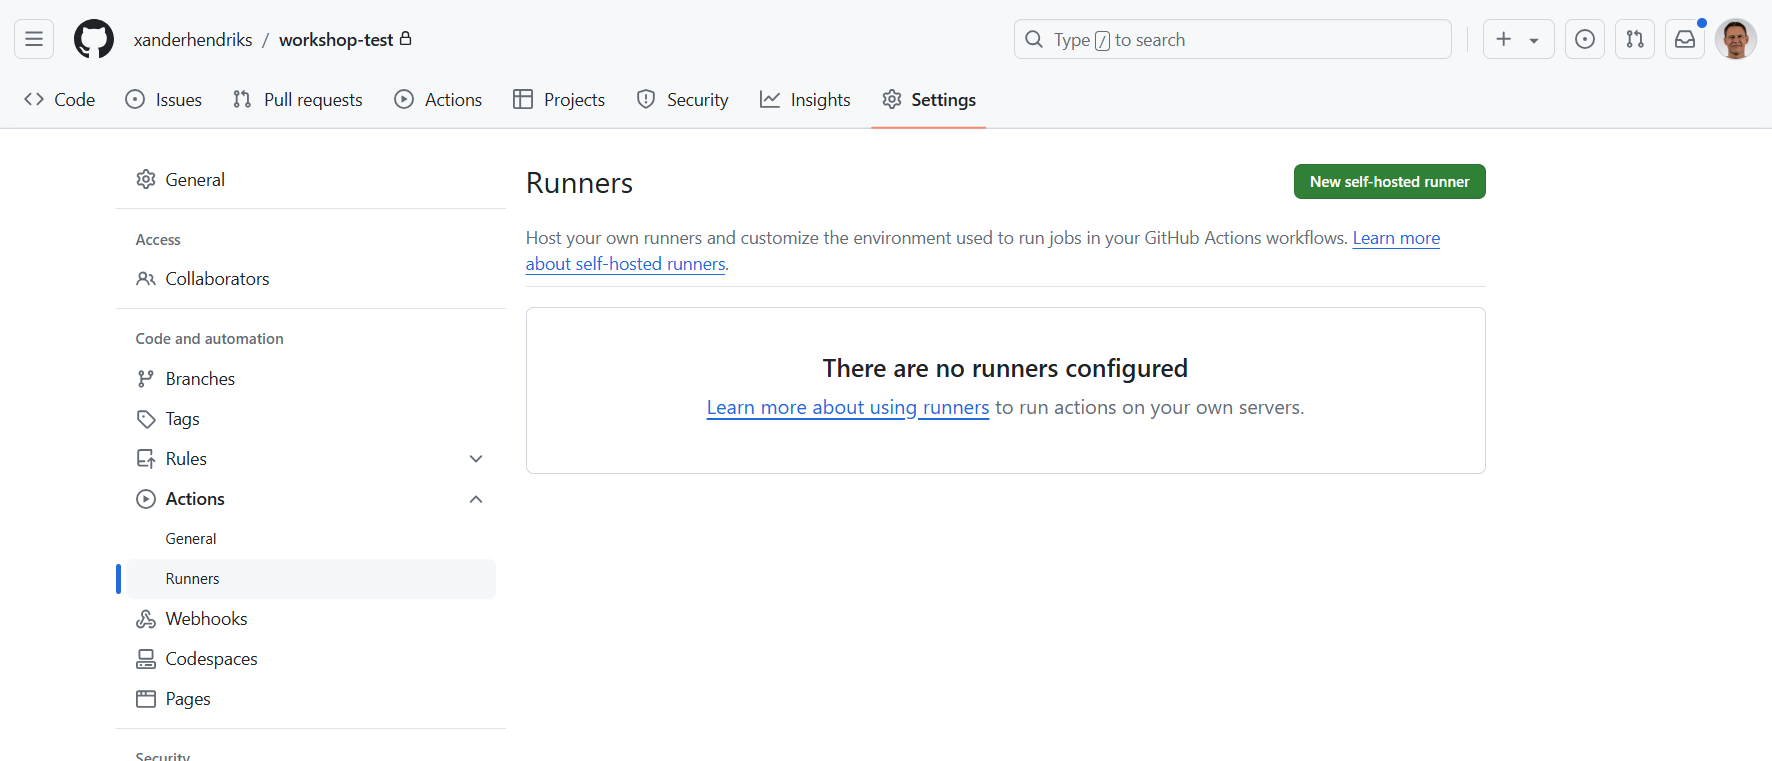 xanderhendriks / workshop-test
Type / to search
Code Issues Pull requests Actions Projects Security Insights Settings
General
Access
Collaborators
Code and automation
Branches
Tags
Rules
Actions
General
Runners
Webhooks
Codespaces
Pages
Security
Runners
New self-hosted runner
Host your own runners and customize the environment used to run jobs in your GitHub Actions workflows. Learn more
about self-hosted runners.
There are no runners configured
Learn more about using runners to run actions on your own servers.